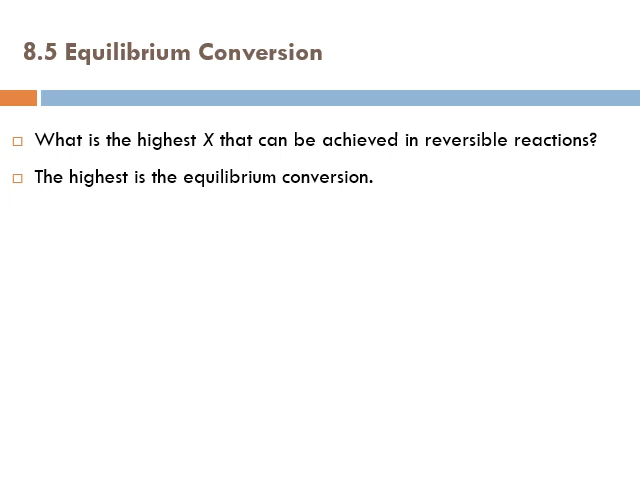 8.5 Equilibrium Conversion
What is the highest X that can be achieved in reversible reactions?
The highest is the equilibrium conversion.